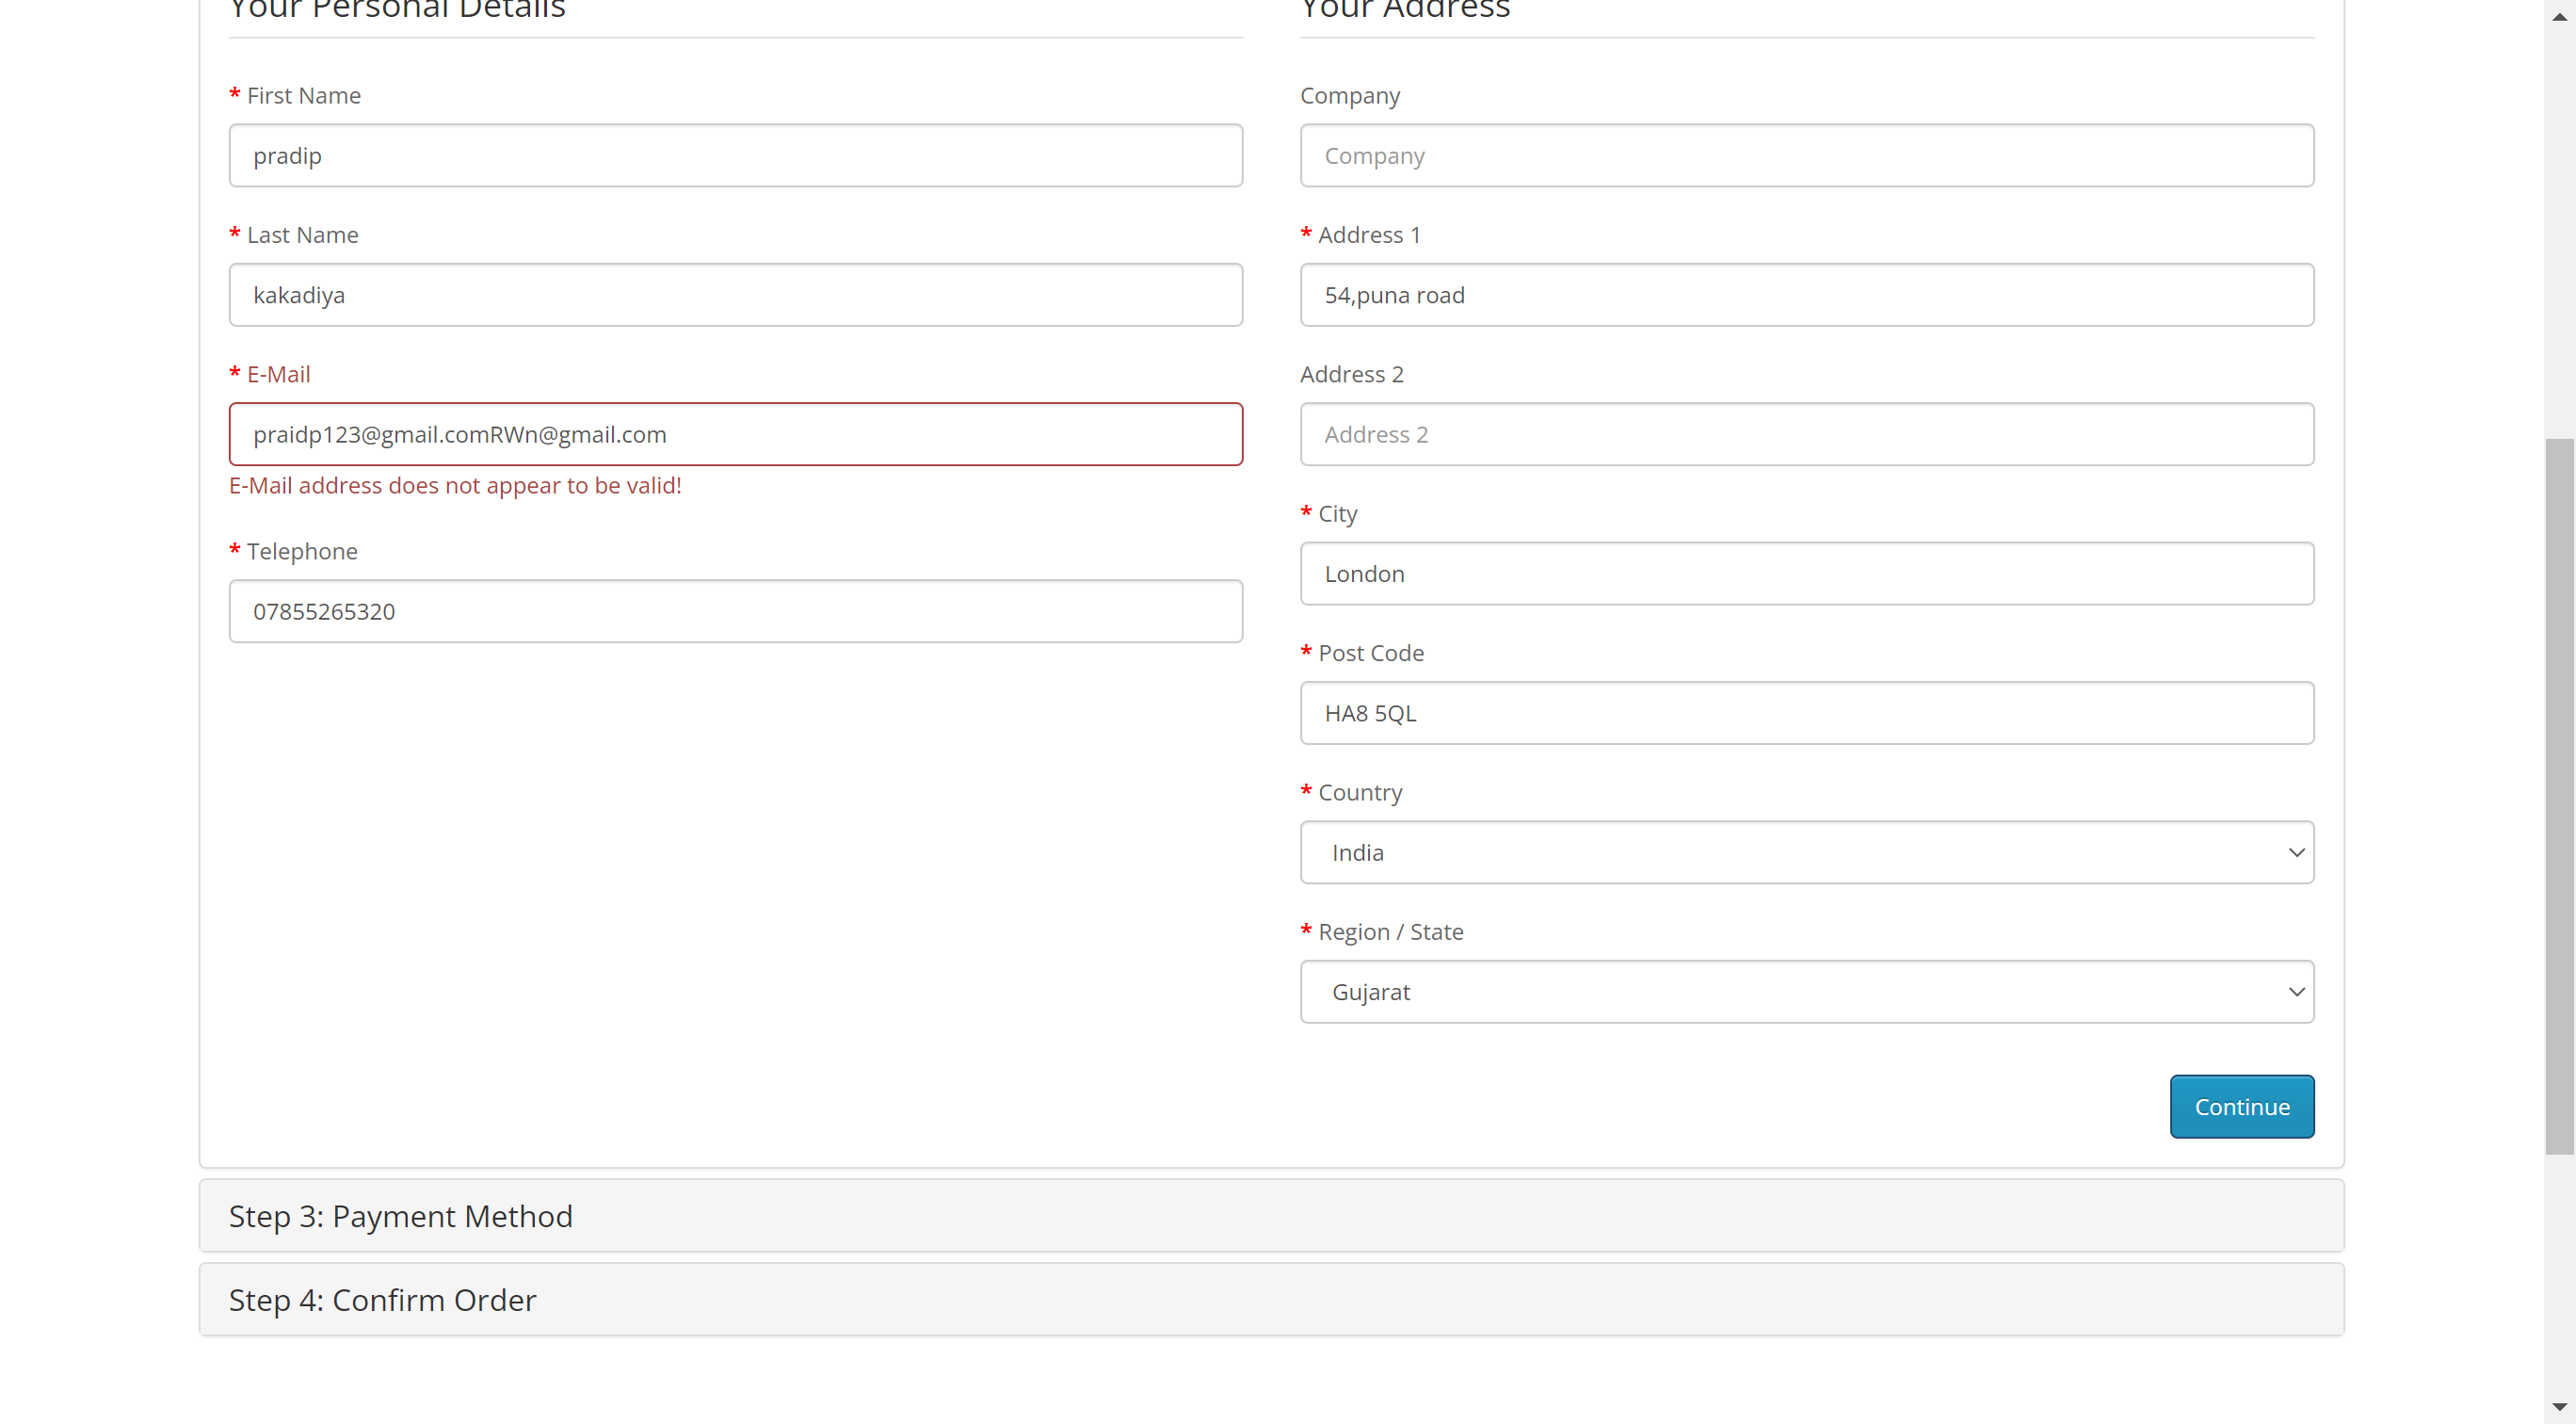 Your Personal Details
* First Name
pradip
* Last Name
kakadiya
* E-Mail
praidp123@gmail.comRWn@gmail.com
E-Mail address does not appear to be valid!
* Telephone
07855265320
Your Address
Company
Company
* Address 1
54,puna road
Address 2
Address 2
* City
London
* Post Code
HA8 5QL
* Country
India
* Region / State
Gujarat
Continue
Step 3: Payment Method
Step 4: Confirm Order